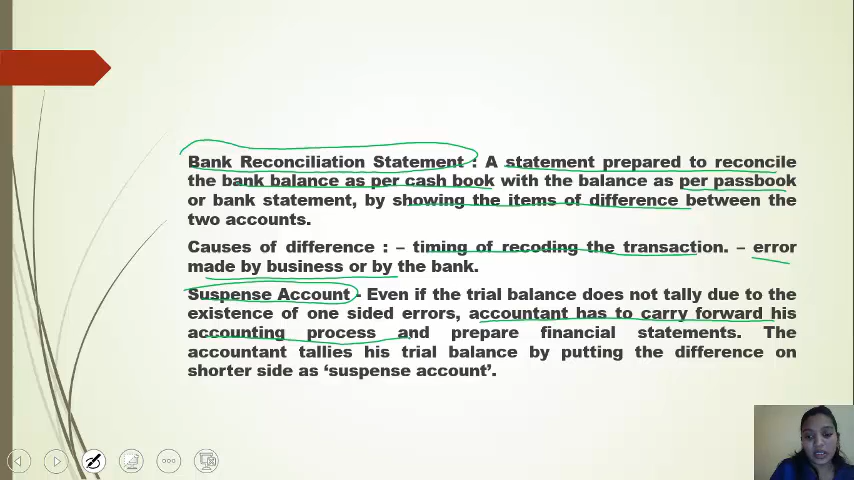 Bank Reconciliation Statement : A statement prepared to reconcile
the bank balance as per cash book with the balance as per passbook
or bank statement, by showing the items of difference between the
two accounts.
Causes of difference : – timing of recoding the transaction. – error
made by business or by the bank.
Suspense Account - Even if the trial balance does not tally due to the
existence of one sided errors, accountant has to carry forward his
accounting process and prepare financial statements. The
accountant tallies his trial balance by putting the difference on
shorter side as ‘suspense account’.